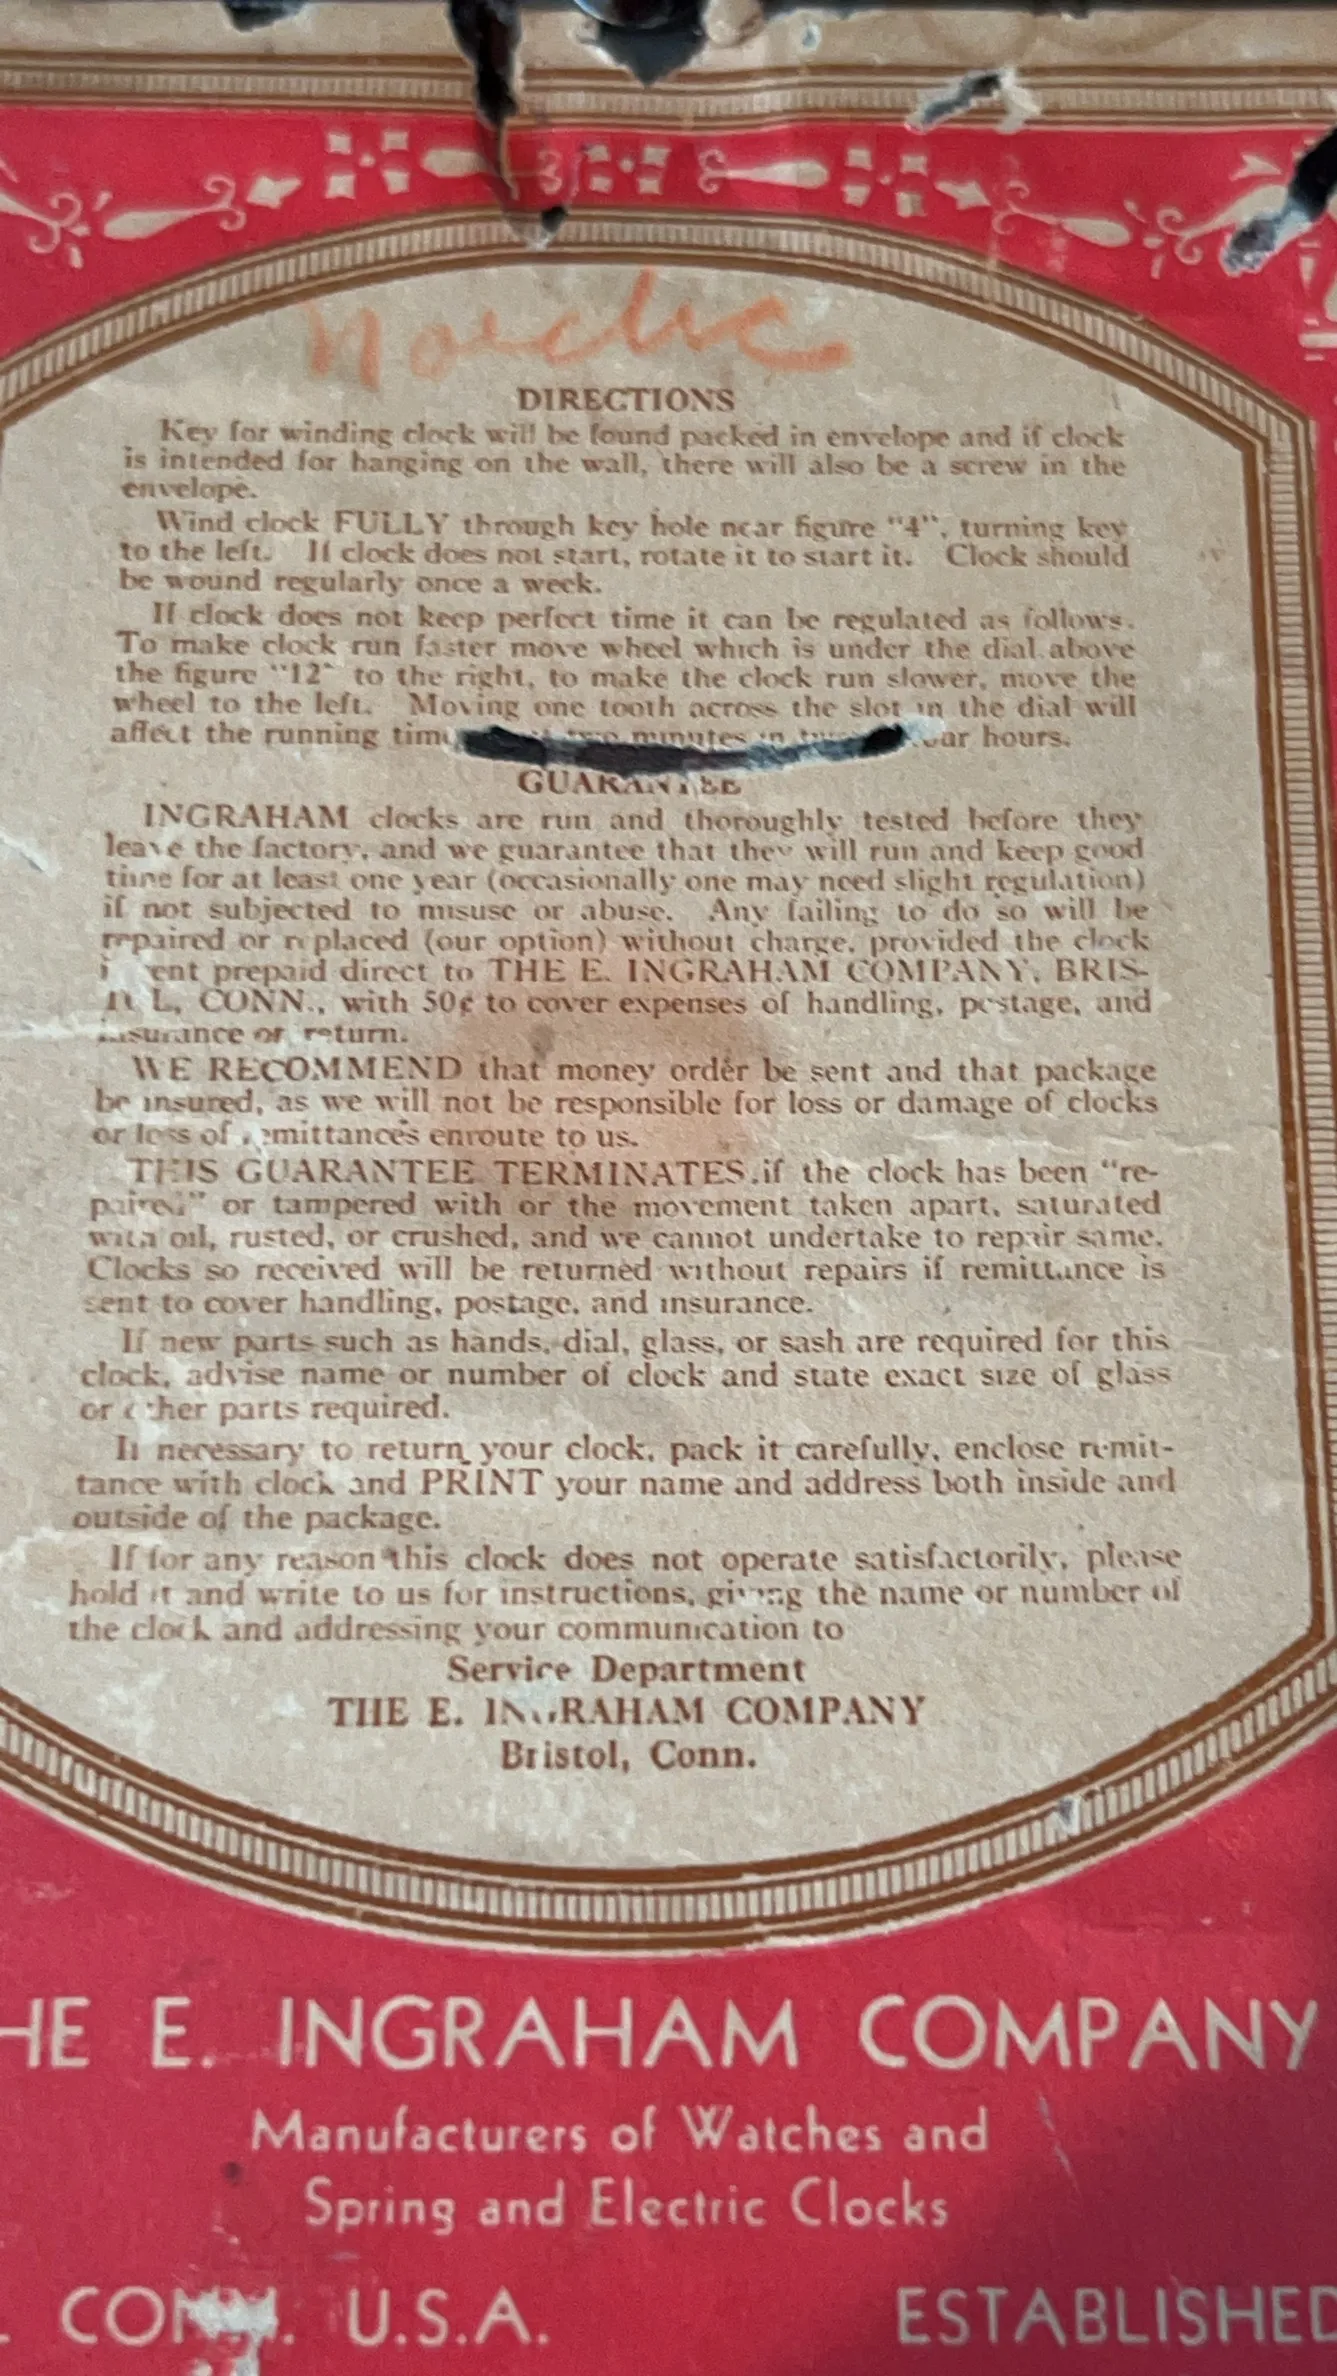 Nordic
DIRECTIONS
Key for winding clock will be found packed in envelope and if clock
is intended for hanging on the wall, there will also be a screw in the
envelope.
Wind clock FULLY through key hole near figure "4", turning key
to the left. If clock does not start, rotate it to start it. Clock should
be wound regularly once a week.
If clock does not keep perfect time it can be regulated as follows.
To make clock run faster move wheel which is under the dial above
the figure "12" to the right, to make the clock run slower, move the
wheel to the left. Moving one tooth across the slot in the dial will
affect the running time two minutes in hours.
GUARANTEE
INGRAHAM clocks are run and thoroughly tested before they
leave the factory, and we guarantee that they will run and keep good
time for at least one year (occasionally one may need slight regulation)
if not subjected to misuse or abuse. Any failing to do so will be
repaired or replaced (our option) without charge, provided the clock
sent prepaid direct to THE E. INGRAHAM COMPANY, BRIS-
L, CONN., with 50¢ to cover expenses of handling, postage, and
insurance or return.
WE RECOMMEND that money order be sent and that package
be insured, as we will not be responsible for loss or damage of clocks
or loss of remittances enroute to us.
THIS GUARANTEE TERMINATES if the clock has been "re-
paired" or tampered with or the movement taken apart, saturated
with oil, rusted, or crushed, and we cannot undertake to repair same.
Clocks so received will be returned without repairs if remittance is
sent to cover handling, postage, and insurance.
If new parts such as hands, dial, glass, or sash are required for this
clock, advise name or number of clock and state exact size of glass
or other parts required.
If necessary to return your clock, pack it carefully, enclose remit-
tance with clock and PRINT your name and address both inside and
outside of the package.
If for any reason this clock does not operate satisfactorily, please
hold it and write to us for instructions, giving the name or number of
the clock and addressing your communication to
Service Department
THE E. INGRAHAM COMPANY
Bristol, Conn.
HE E. INGRAHAM COMPANY
Manufacturers of Watches and
Spring and Electric Clocks
CONN. U.S.A. ESTABLISHED